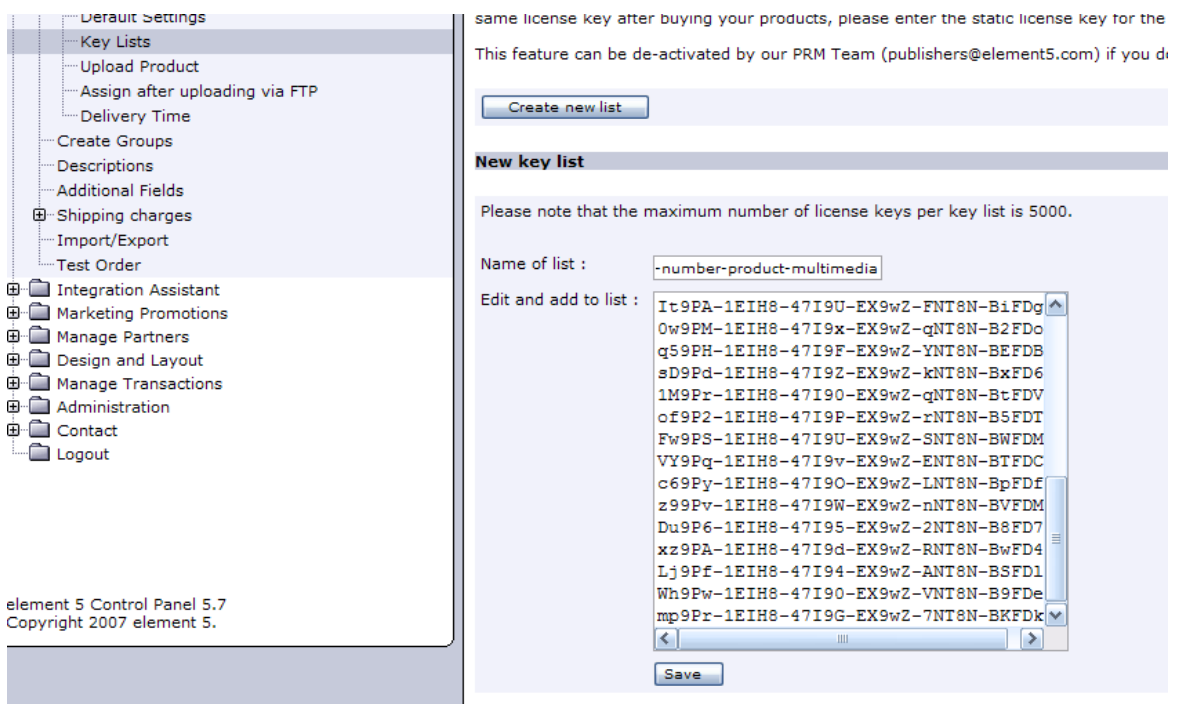 Default Settings
Key Lists
Upload Product
Assign after uploading via FTP
Delivery Time
Create Groups
Descriptions
Additional Fields
Shipping charges
Import/Export
Test Order
Integration Assistant
Marketing Promotions
Manage Partners
Design and Layout
Manage Transactions
Administration
Contact
Logout
element 5 Control Panel 5.7
Copyright 2007 element 5.
same license key after buying your products, please enter the static license key for the
This feature can be de-activated by our PRM Team (publishers@element5.com) if you d
Create new list
New key list
Please note that the maximum number of license keys per key list is 5000.
Name of list :
-number-product-multimedia
Edit and add to list :
It9PA-1EIH8-47I9U-EX9wZ-FNT8N-BiFDg
0w9PM-1EIH8-47I9x-EX9wZ-qNT8N-B2FDo
q59PH-1EIH8-47I9F-EX9wZ-YNT8N-BEFDB
sD9Pd-1EIH8-47I9Z-EX9wZ-kNT8N-BxFD6
1M9Pr-1EIH8-47I90-EX9wZ-qNT8N-BtFDV
of9P2-1EIH8-47I9P-EX9wZ-rNT8N-B5FDT
Fw9PS-1EIH8-47I9U-EX9wZ-SNT8N-BWFDM
VY9Pq-1EIH8-47I9v-EX9wZ-ENT8N-BTFDC
c69Py-1EIH8-47I9O-EX9wZ-LNT8N-BpFDf
z99Pv-1EIH8-47I9W-EX9wZ-nNT8N-BVFDM
Du9P6-1EIH8-47I95-EX9wZ-2NT8N-B8FD7
xz9PA-1EIH8-47I9d-EX9wZ-RNT8N-BwFD4
Lj9Pf-1EIH8-47I94-EX9wZ-ANT8N-BSFDl
Wh9Pw-1EIH8-47I90-EX9wZ-VNT8N-B9FDe
mp9Pr-1EIH8-47I9G-EX9wZ-7NT8N-BKFDk
Save